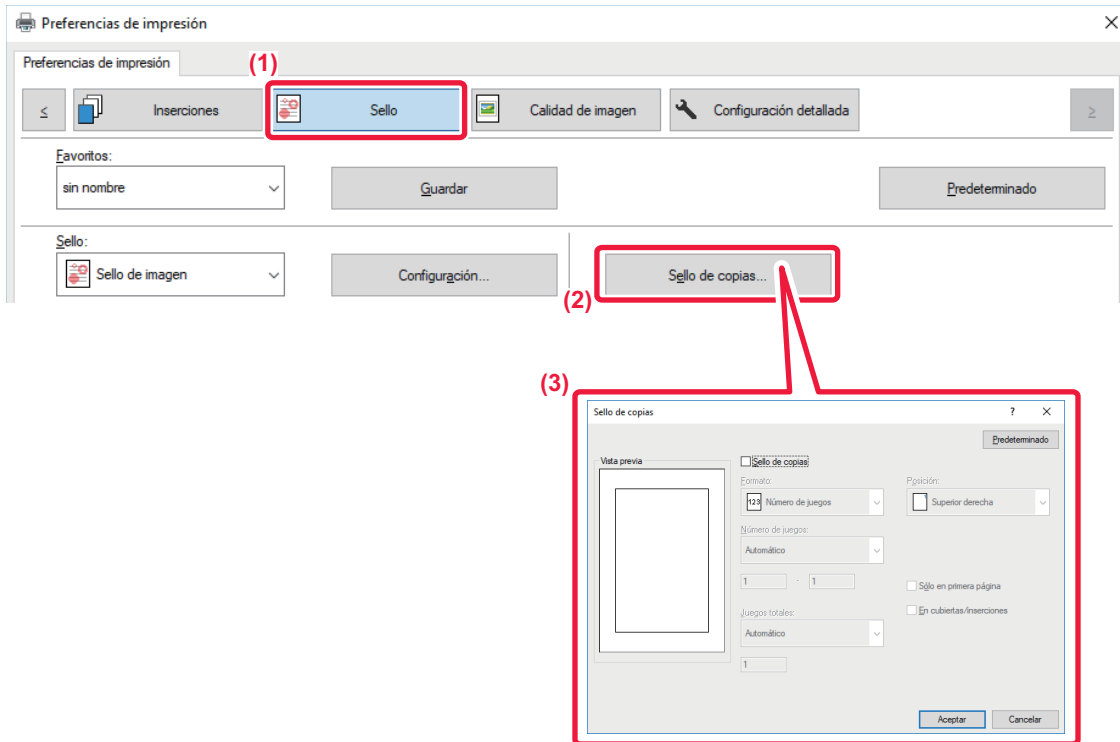 Preferencias de impresión
Preferencias de impresión
(1)
≤ Inserciones Sello Calidad de imagen Configuración detallada ≥
Favoritos:
sin nombre Guardar Predeterminado
Sello:
Sello de imagen Configuración... Sello de copias...
(2)
(3)
Sello de copias ?
Predeterminado
Vista previa Sello de copias
Formato: Posición:
123 Número de juegos Superior derecha
Número de juegos:
Automático
1 - 1 Sólo en primera página
En cubiertas/inserciones
Juegos totales:
Automático
1
Aceptar Cancelar